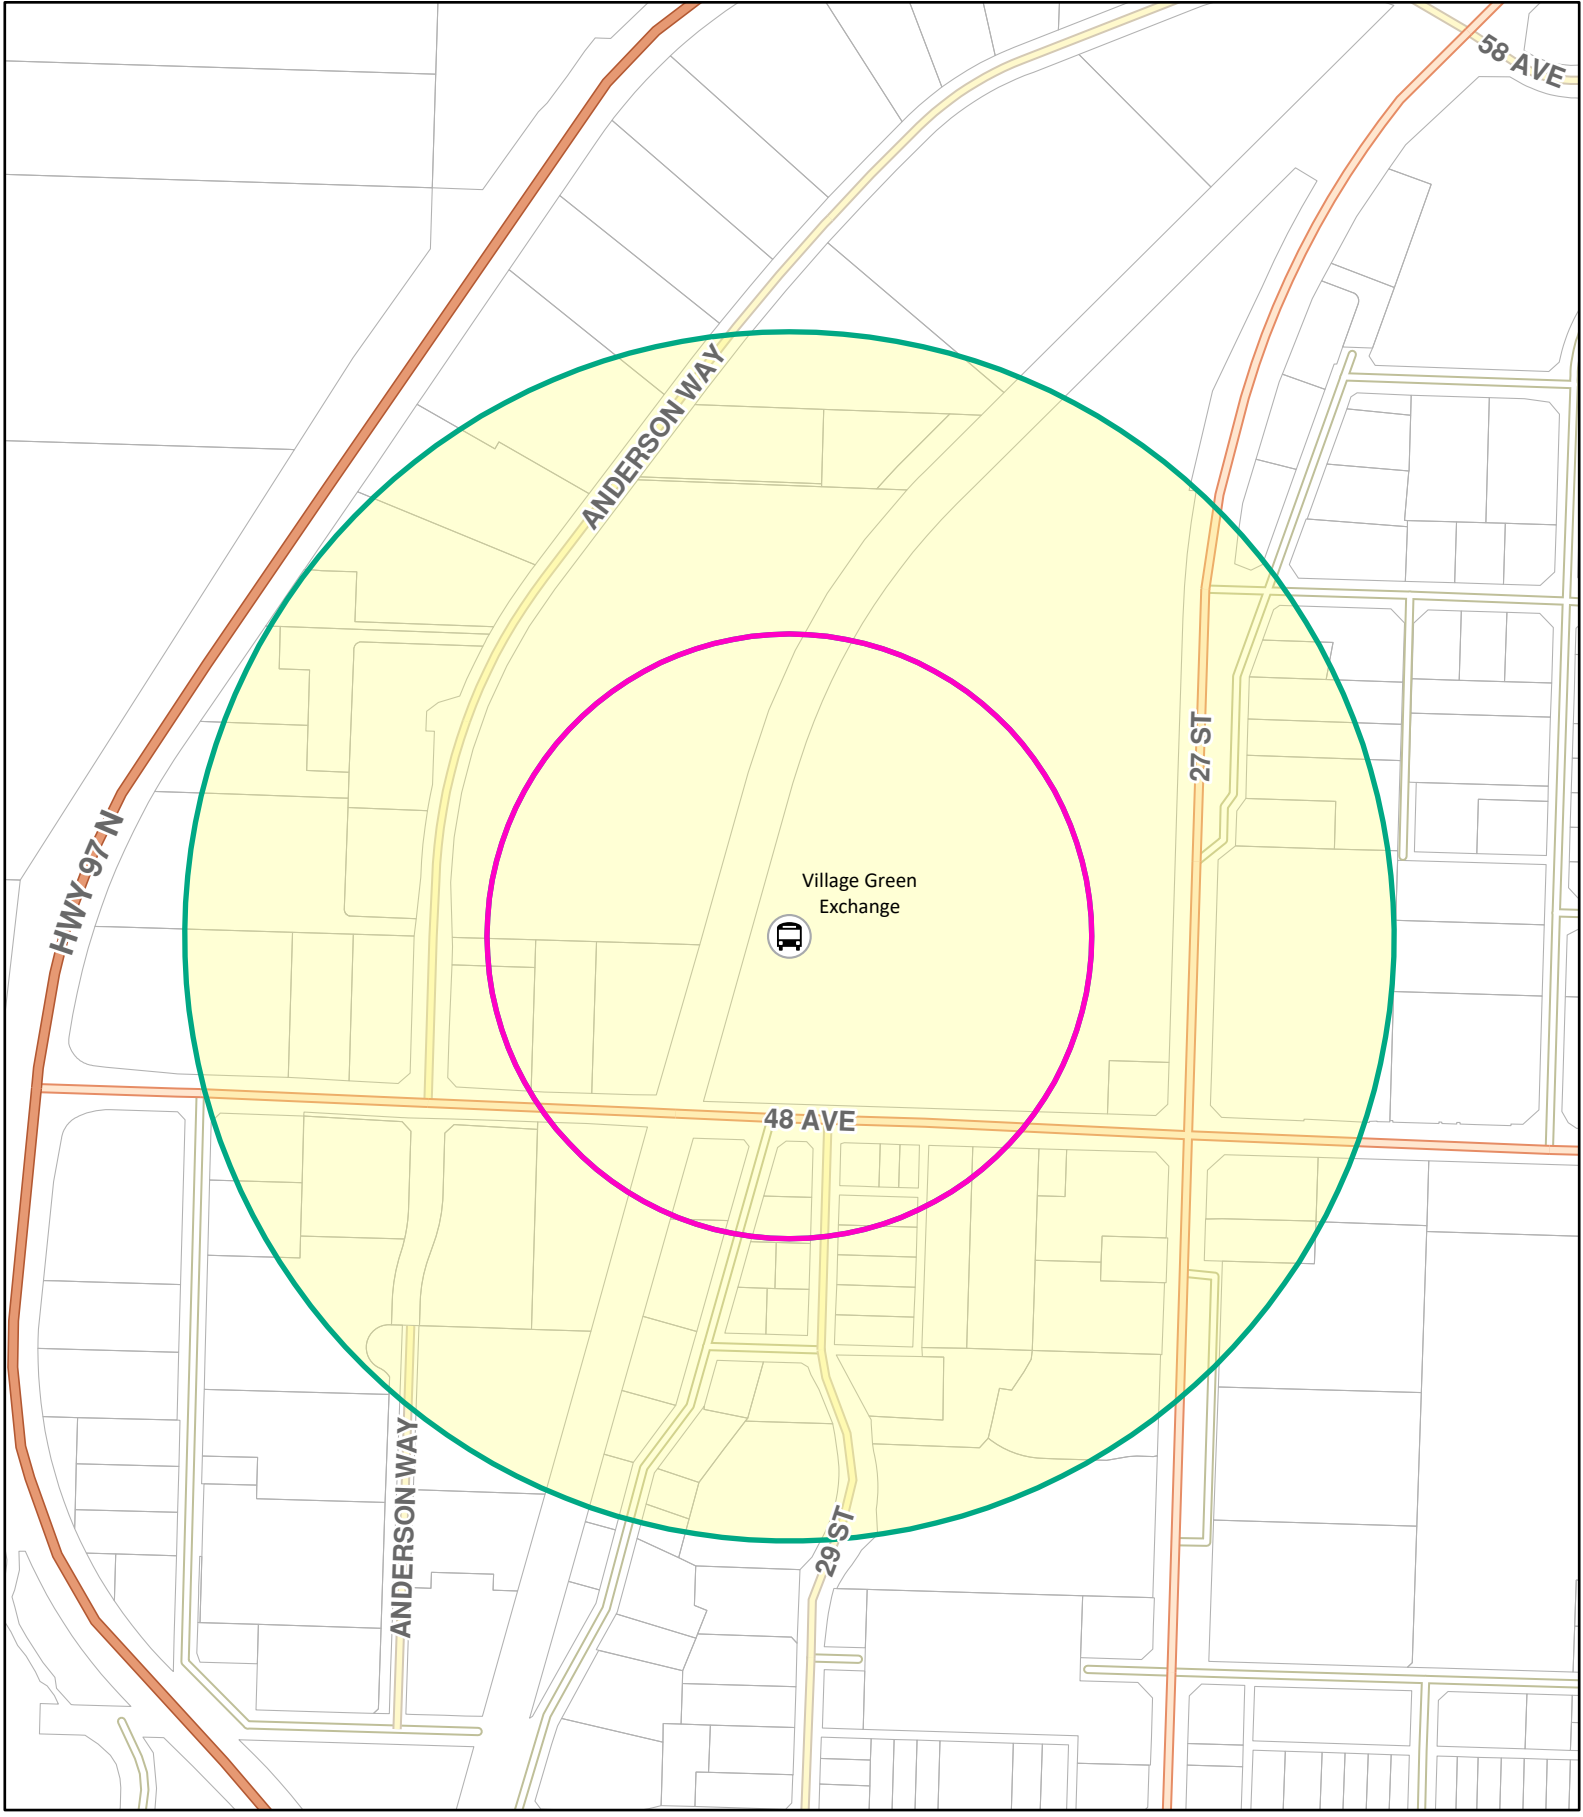 58 AVE
ANDERSON WAY
27 ST
HWY 97 N
Village Green
Exchange
48 AVE
ANDERSON WAY
29 ST